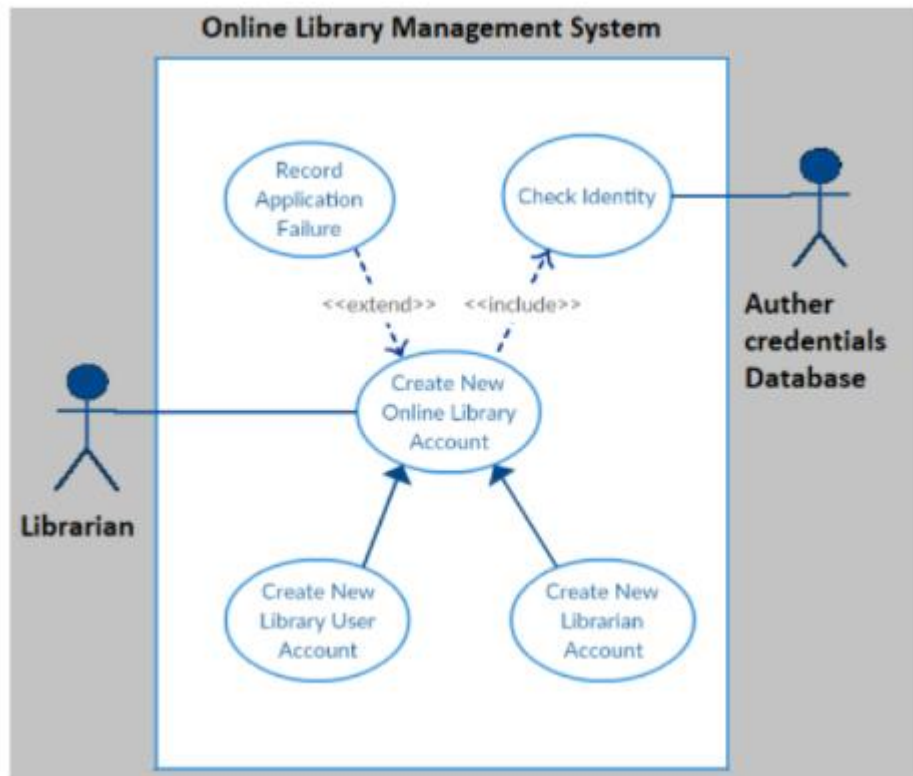 Online Library Management System
Record
Application
Failure
Check Identity
<<extend>>
<<include>>
Auther
credentials
Database
Create New
Online Library
Account
Librarian
Create New
Library User
Account
Create New
Librarian
Account